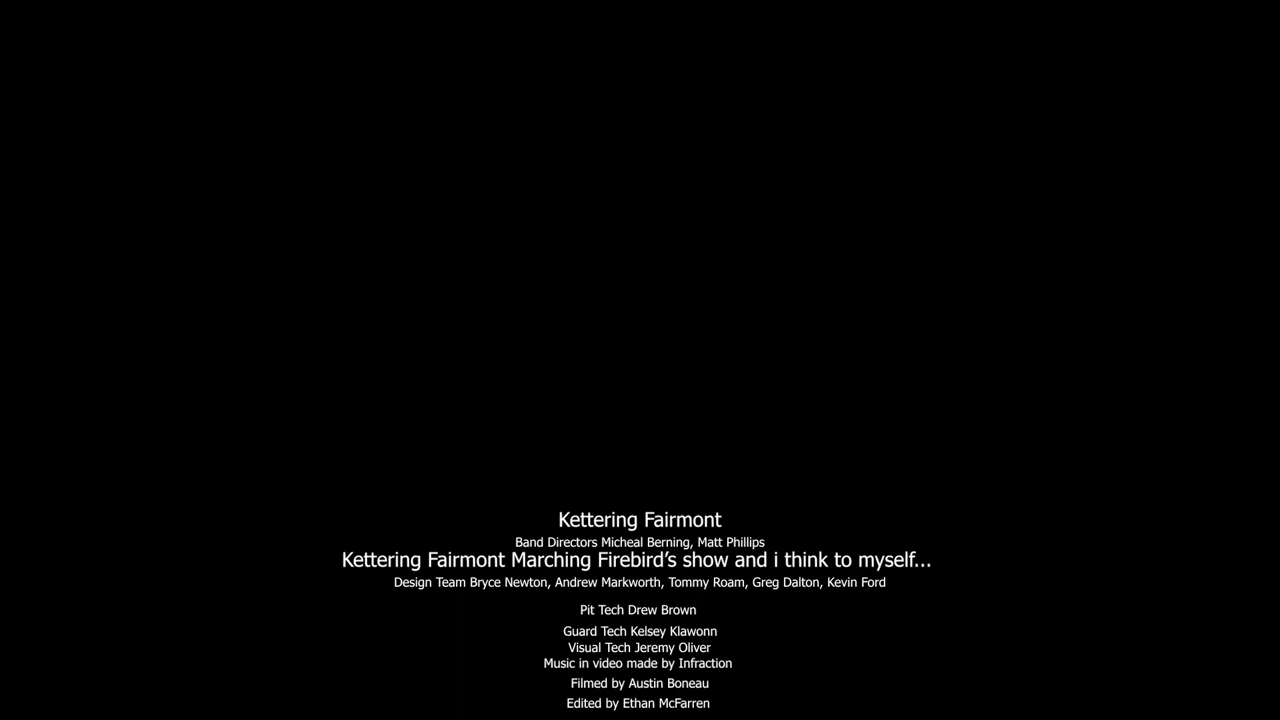 Kettering Fairmont
Band Directors Micheal Berning, Matt Phillips
Kettering Fairmont Marching Firebird’s show and i think to myself...
Design Team Bryce Newton, Andrew Markworth, Tommy Roam, Greg Dalton, Kevin Ford
Pit Tech Drew Brown
Guard Tech Kelsey Klawonn
Visual Tech Jeremy Oliver
Music in video made by Infraction
Filmed by Austin Boneau
Edited by Ethan McFarren